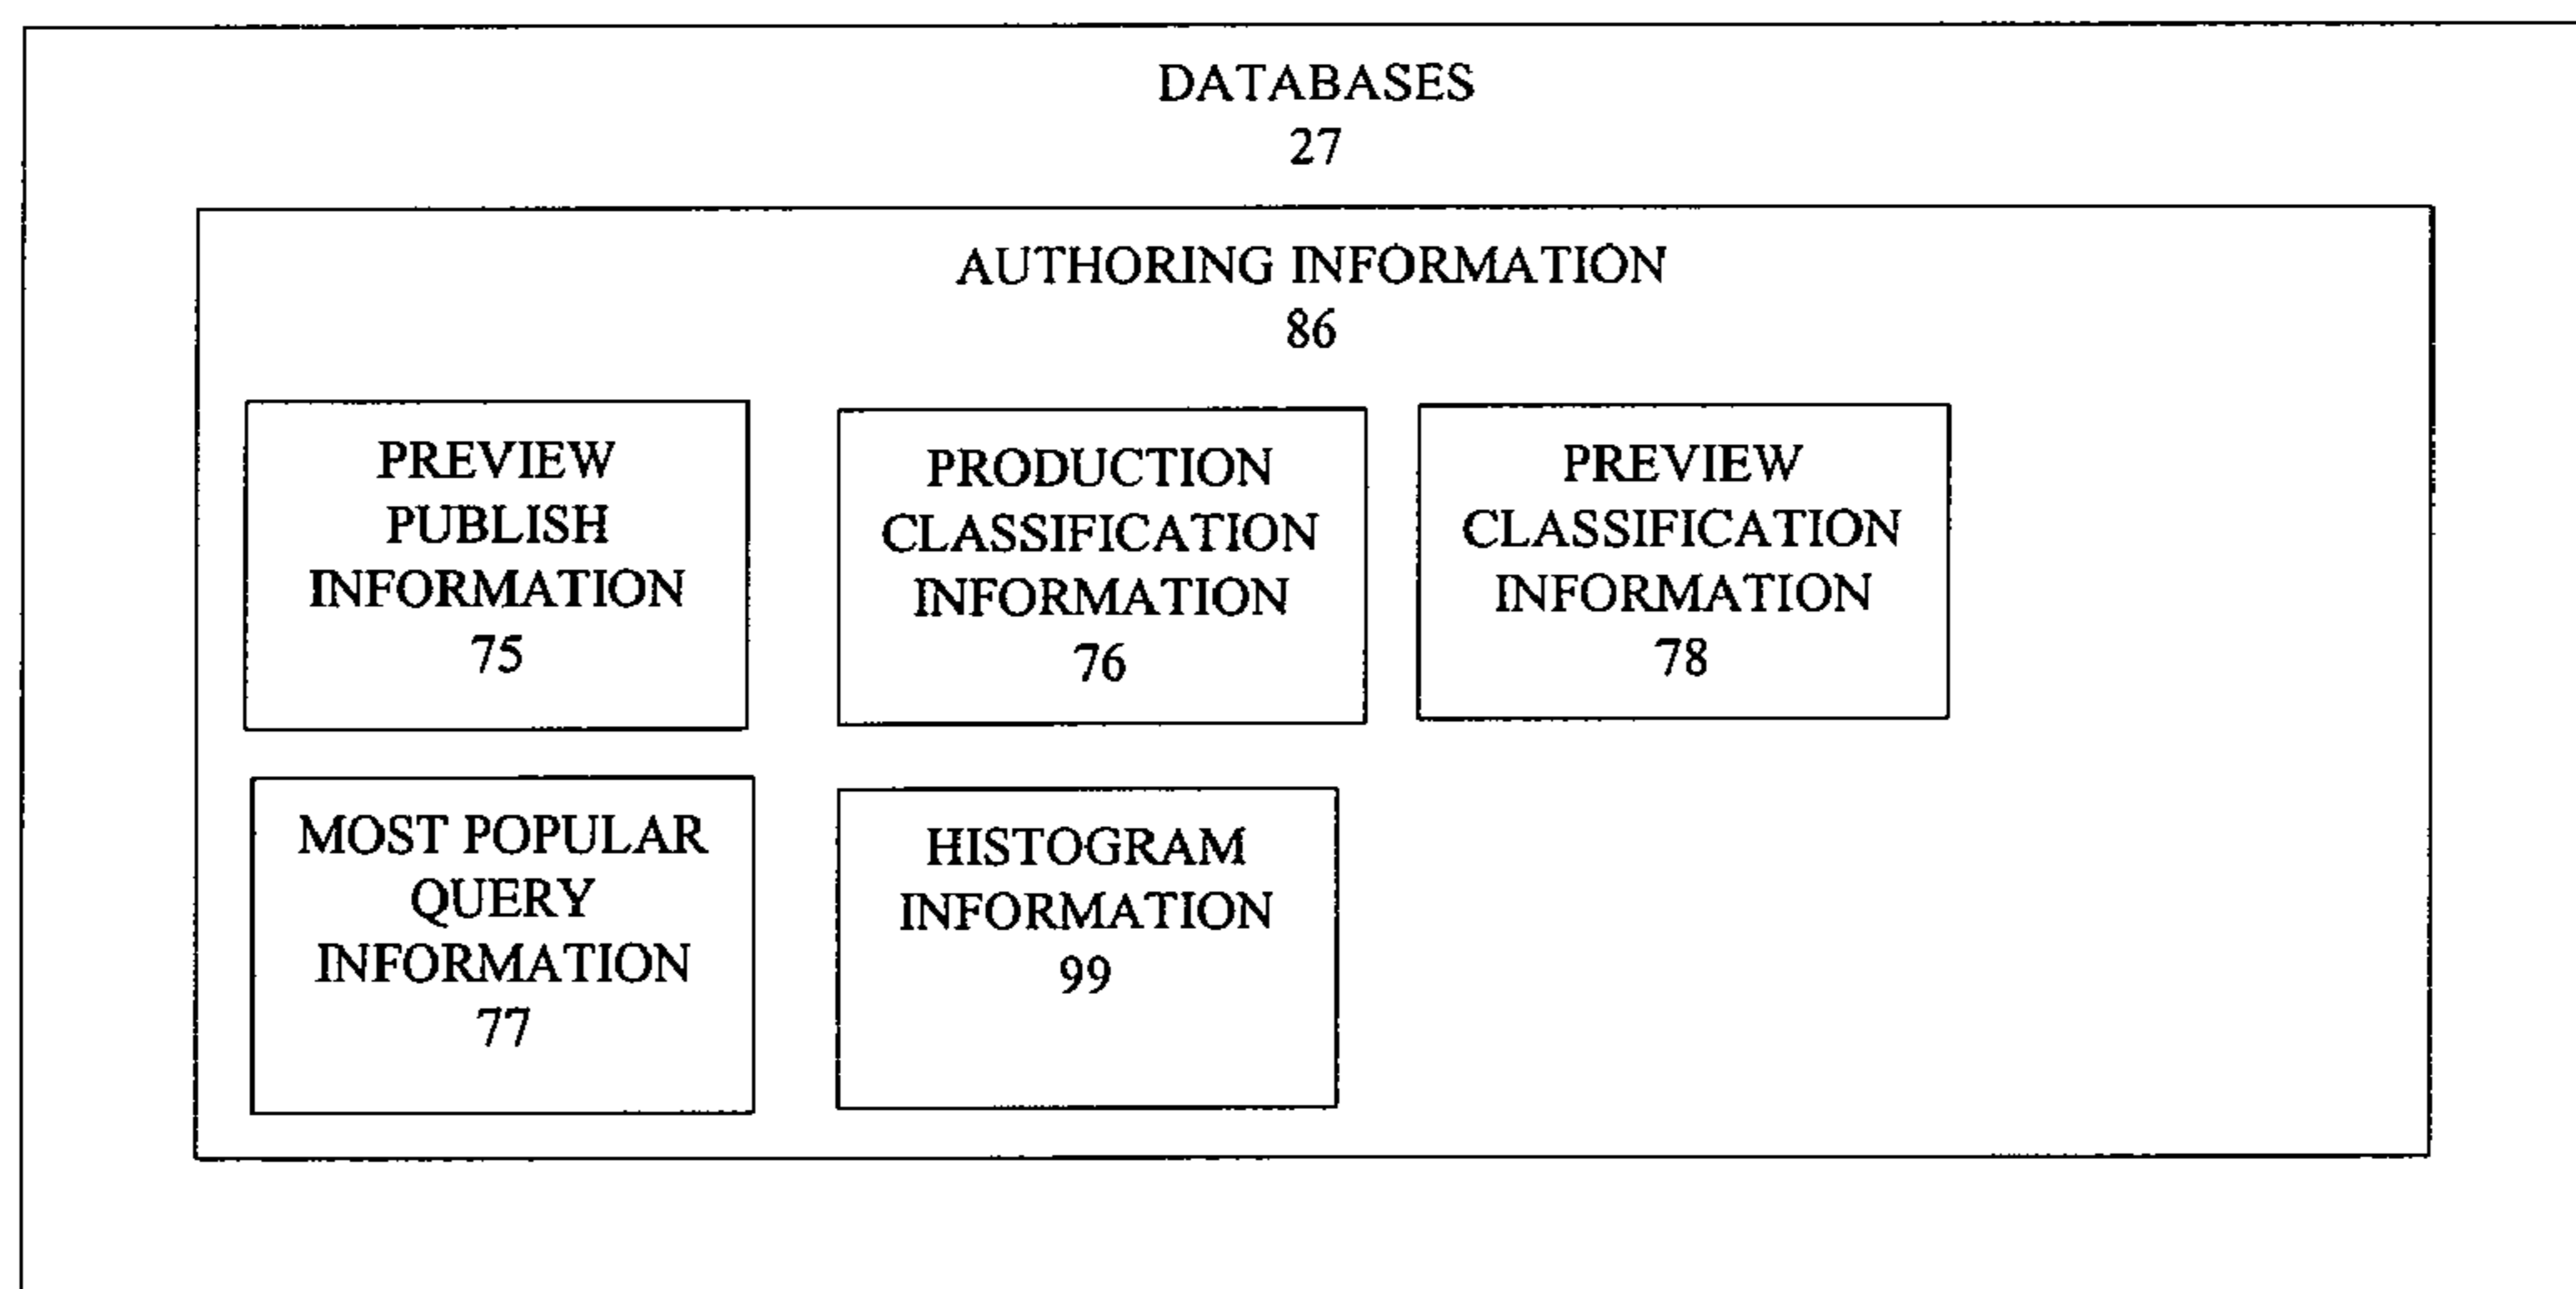 DATABASES
27
AUTHORING INFORMATION
86
PREVIEW
PUBLISH
INFORMATION
75
PRODUCTION
CLASSIFICATION
INFORMATION
76
PREVIEW
CLASSIFICATION
INFORMATION
78
MOST POPULAR
QUERY
INFORMATION
77
HISTOGRAM
INFORMATION
99